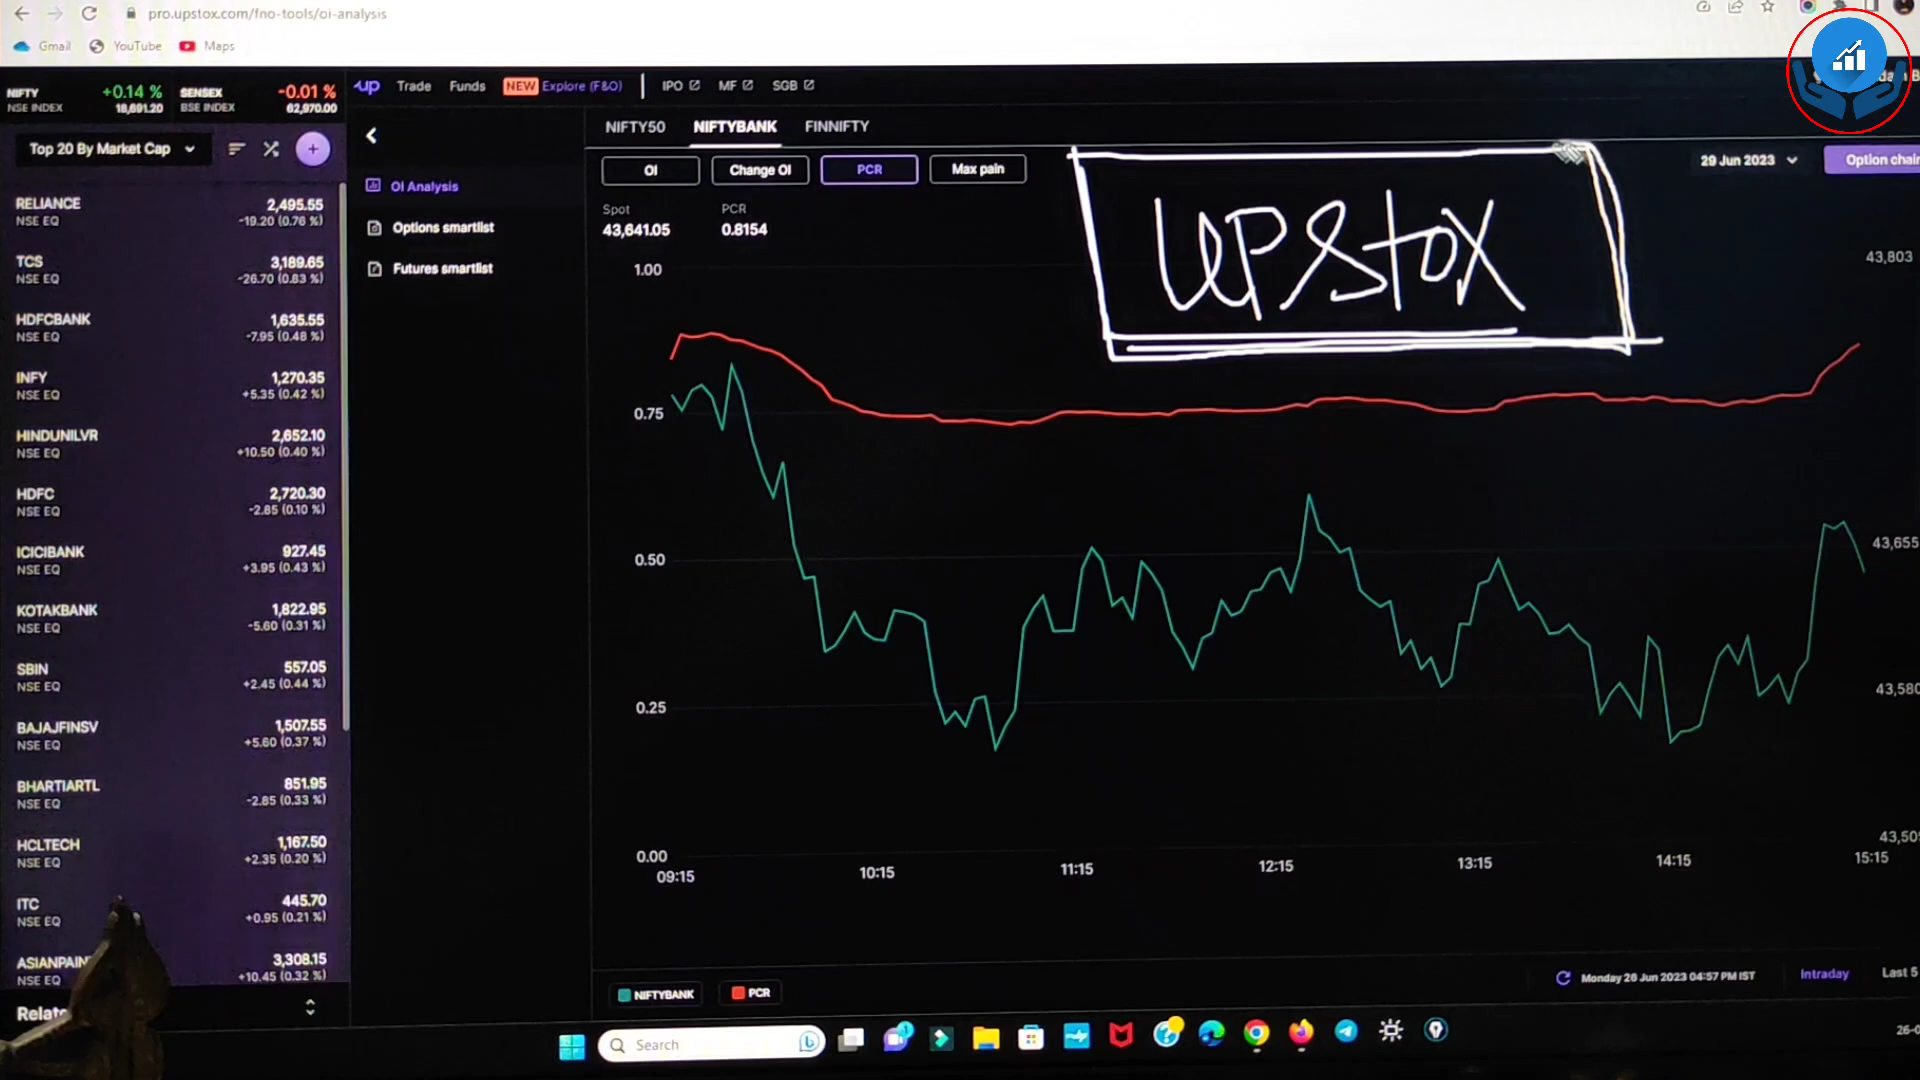 pro.upstox.com/fno-tools/oi-analysis
Gmail YouTube Maps
NIFTY +0.14 % SENSEX -0.01 %
NSE INDEX 18,691.20 BSE INDEX 62,970.00
up Trade Funds NEW Explore (F&O) IPO MF SGB
Top 20 By Market Cap
RELIANCE 2,495.55
NSE EQ -19.20 (0.76 %)
TCS 3,189.65
NSE EQ -26.70 (0.83 %)
HDFCBANK 1,635.55
NSE EQ -7.95 (0.48 %)
INFY 1,270.35
NSE EQ +5.35 (0.42 %)
HINDUNILVR 2,652.10
NSE EQ +10.50 (0.40 %)
HDFC 2,720.30
NSE EQ -2.85 (0.10 %)
ICICIBANK 927.45
NSE EQ +3.95 (0.43 %)
KOTAKBANK 1,822.95
NSE EQ -5.60 (0.31 %)
SBIN 557.05
NSE EQ +2.45 (0.44 %)
BAJAJFINSV 1,507.55
NSE EQ +5.60 (0.37 %)
BHARTIARTL 851.95
NSE EQ -2.85 (0.33 %)
HCLTECH 1,167.50
NSE EQ +2.35 (0.20 %)
ITC 445.70
NSE EQ +0.95 (0.21 %)
ASIANPAIN 3,308.15
NSE EQ +10.45 (0.32 %)
OI Analysis
Options smartlist
Futures smartlist
NIFTY50 NIFTYBANK FINNIFTY
OI Change OI PCR Max pain
29 Jun 2023 Option chain
Spot PCR
43,641.05 0.8154
UPStoX
1.00
0.75
0.50
0.25
0.00
43,803
43,655
43,580
43,505
09:15 10:15 11:15 12:15 13:15 14:15 15:15
NIFTYBANK PCR
Monday 26 Jun 2023 04:57 PM IST Intraday Last 5
Search
26-0